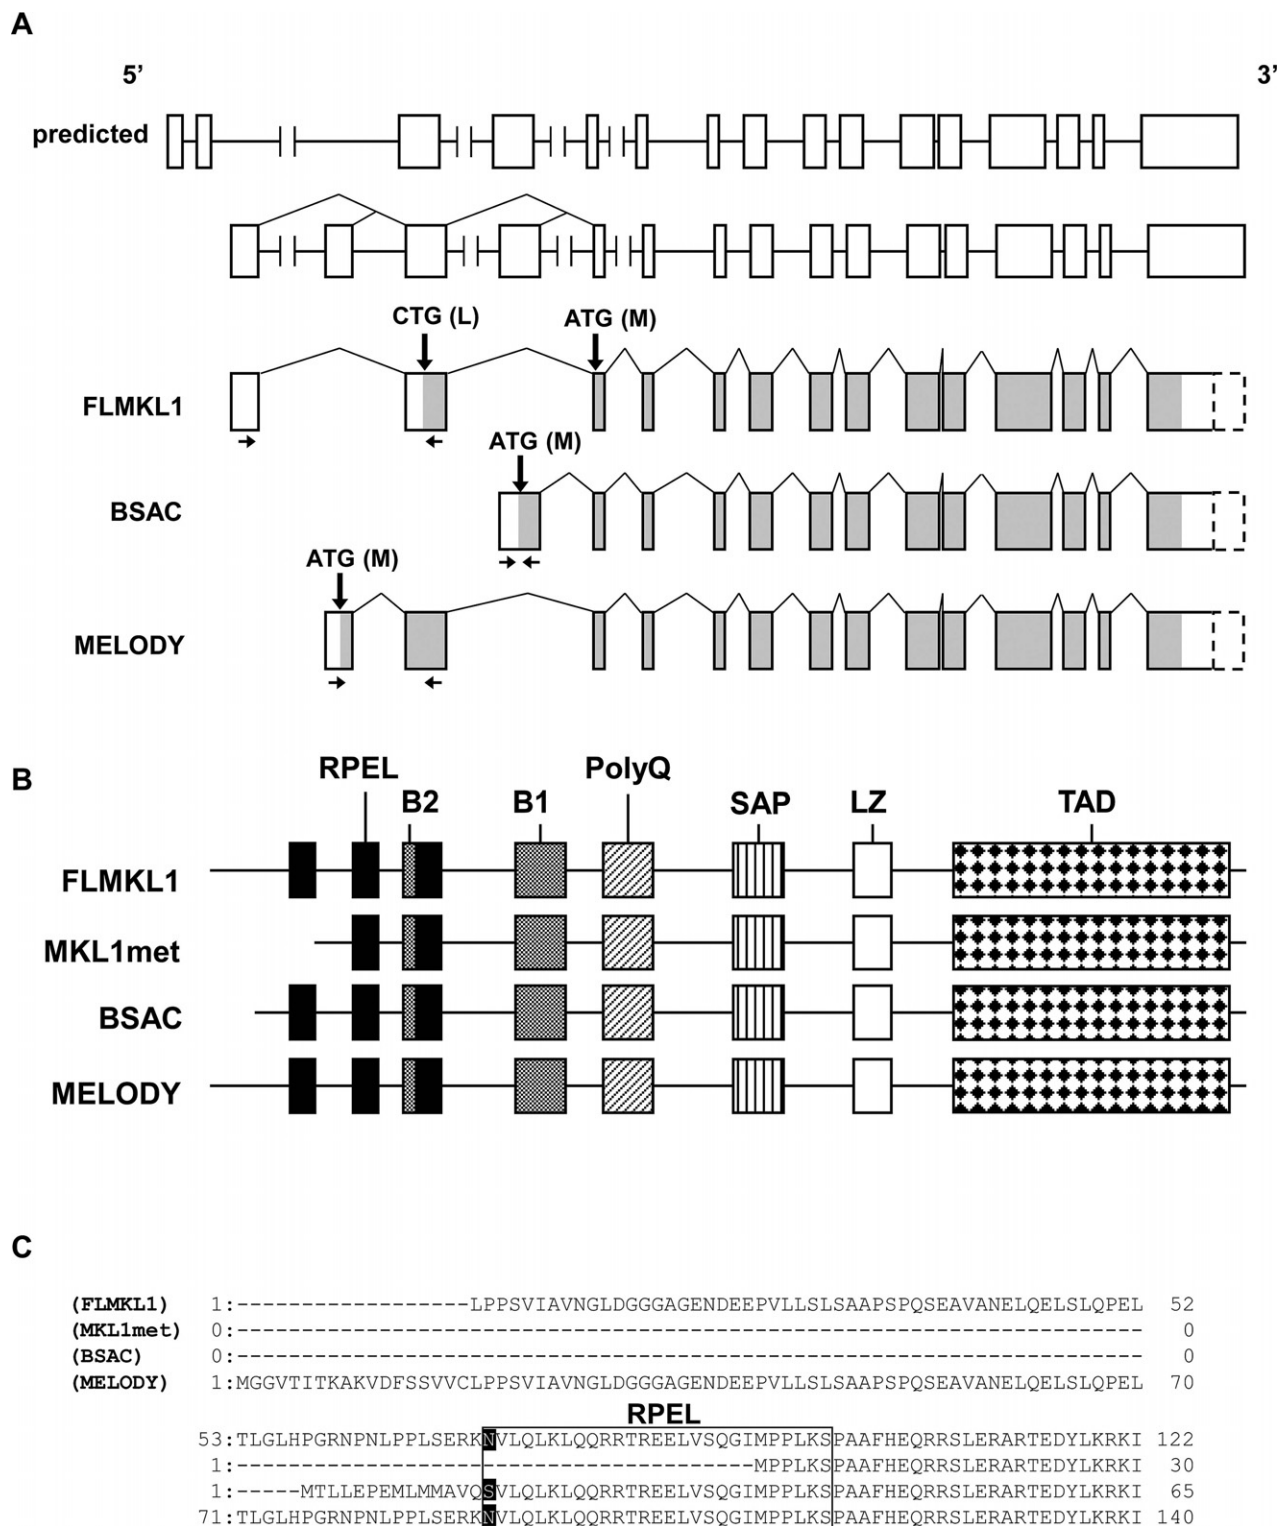 A
5’ 3’
predicted
CTG (L) ATG (M)
FLMKL1
ATG (M)
BSAC
ATG (M)
MELODY
B
RPEL PolyQ
B2 B1 SAP LZ TAD
FLMKL1
MKL1met
BSAC
MELODY
C
(FLMKL1) 1:------------------LPPSVIAVNGLDGGGAGENDEEPVLLSLSAAPSPQSEAVANELQELSLQPEL 52
(MKL1met) 0:---------------------------------------------------------------------- 0
(BSAC) 0:---------------------------------------------------------------------- 0
(MELODY) 1:MGGVTITKAKVDFSSVVCLPPSVIAVNGLDGGGAGENDEEPVLLSLSAAPSPQSEAVANELQELSLQPEL 70
RPEL
53:TLGLHPGRNPNLPPLSERKNVLQLKLQQRRTREELVSQGIMPPLKSPAAFHEQRRSLERARTEDYLKRKI 122
1:----------------------------------------MPPLKSPAAFHEQRRSLERARTEDYLKRKI 30
1:-----MTLLEPEMLMMAVQSVLQLKLQQRRTREELVSQGIMPPLKSPAAFHEQRRSLERARTEDYLKRKI 65
71:TLGLHPGRNPNLPPLSERKNVLQLKLQQRRTREELVSQGIMPPLKSPAAFHEQRRSLERARTEDYLKRKI 140